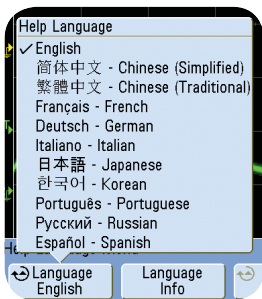 Help Language
✓ English
简体中文 - Chinese (Simplified)
繁體中文 - Chinese (Traditional)
Français - French
Deutsch - German
Italiano - Italian
日本語 - Japanese
한국어 - Korean
Português - Portuguese
Русский - Russian
Español - Spanish
Language
English
Language
Info